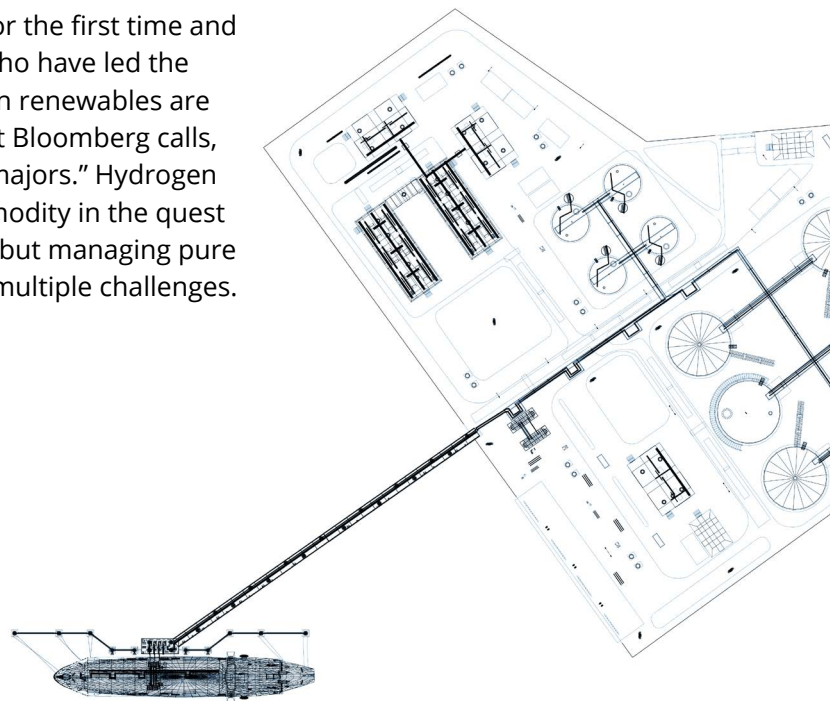 or the first time and
ho have led the
n renewables are
t Bloomberg calls,
majors.” Hydrogen
modity in the quest
but managing pure
multiple challenges.